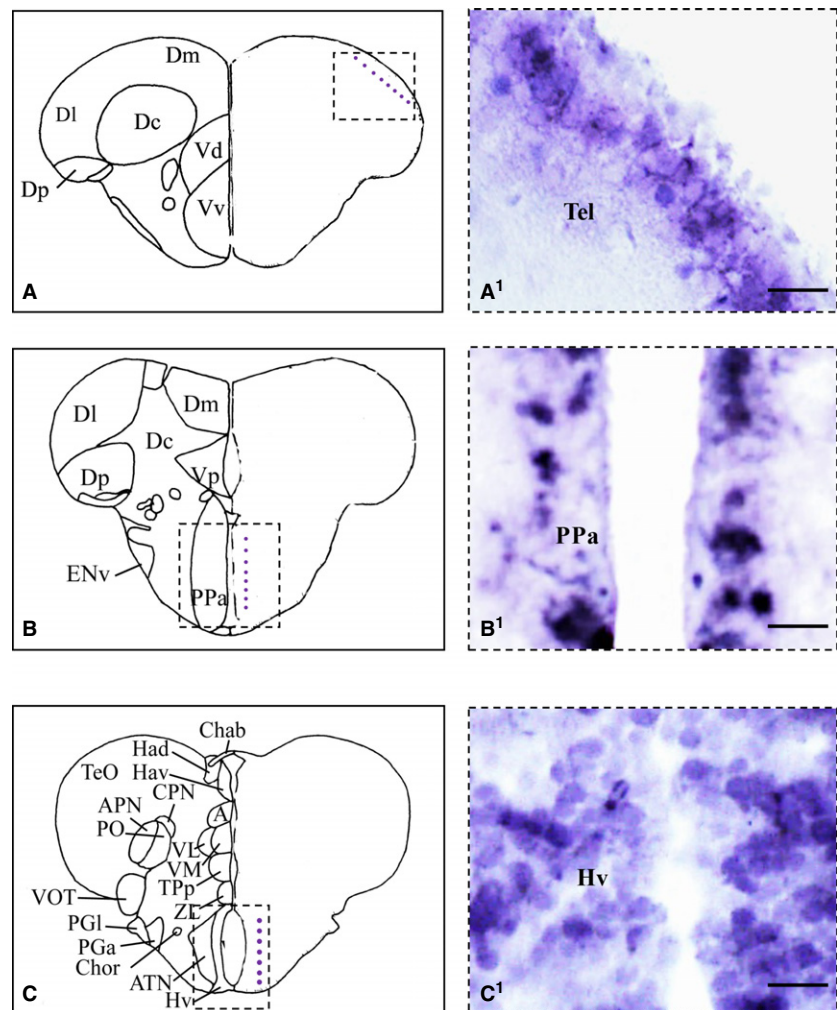 Dm
Dl
Dc
Vd
Dp
Vv
A
Tel
A1
Dl
Dm
Dc
Dp
Vp
ENv
PPa
B
PPa
B1
Chab
Had
TeO
Hav
CPN
APN
A
PO
VL
VM
VOT
TPp
ZL
PGl
PGa
Chor
ATN
Hv
C
Hv
C1